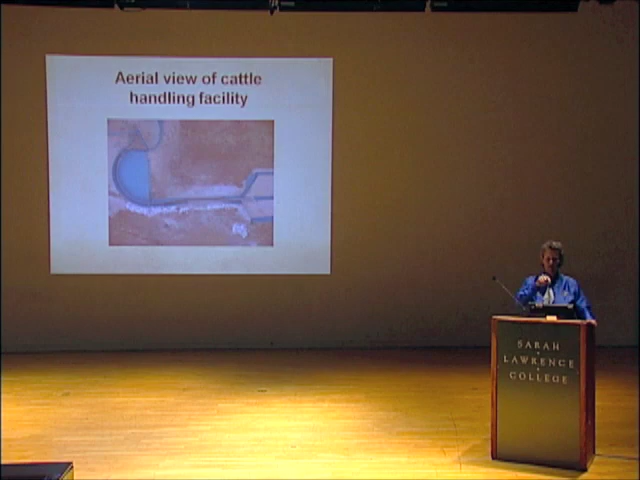 Aerial view of cattle
handling facility
SARAH
LAWRENCE
COLLEGE